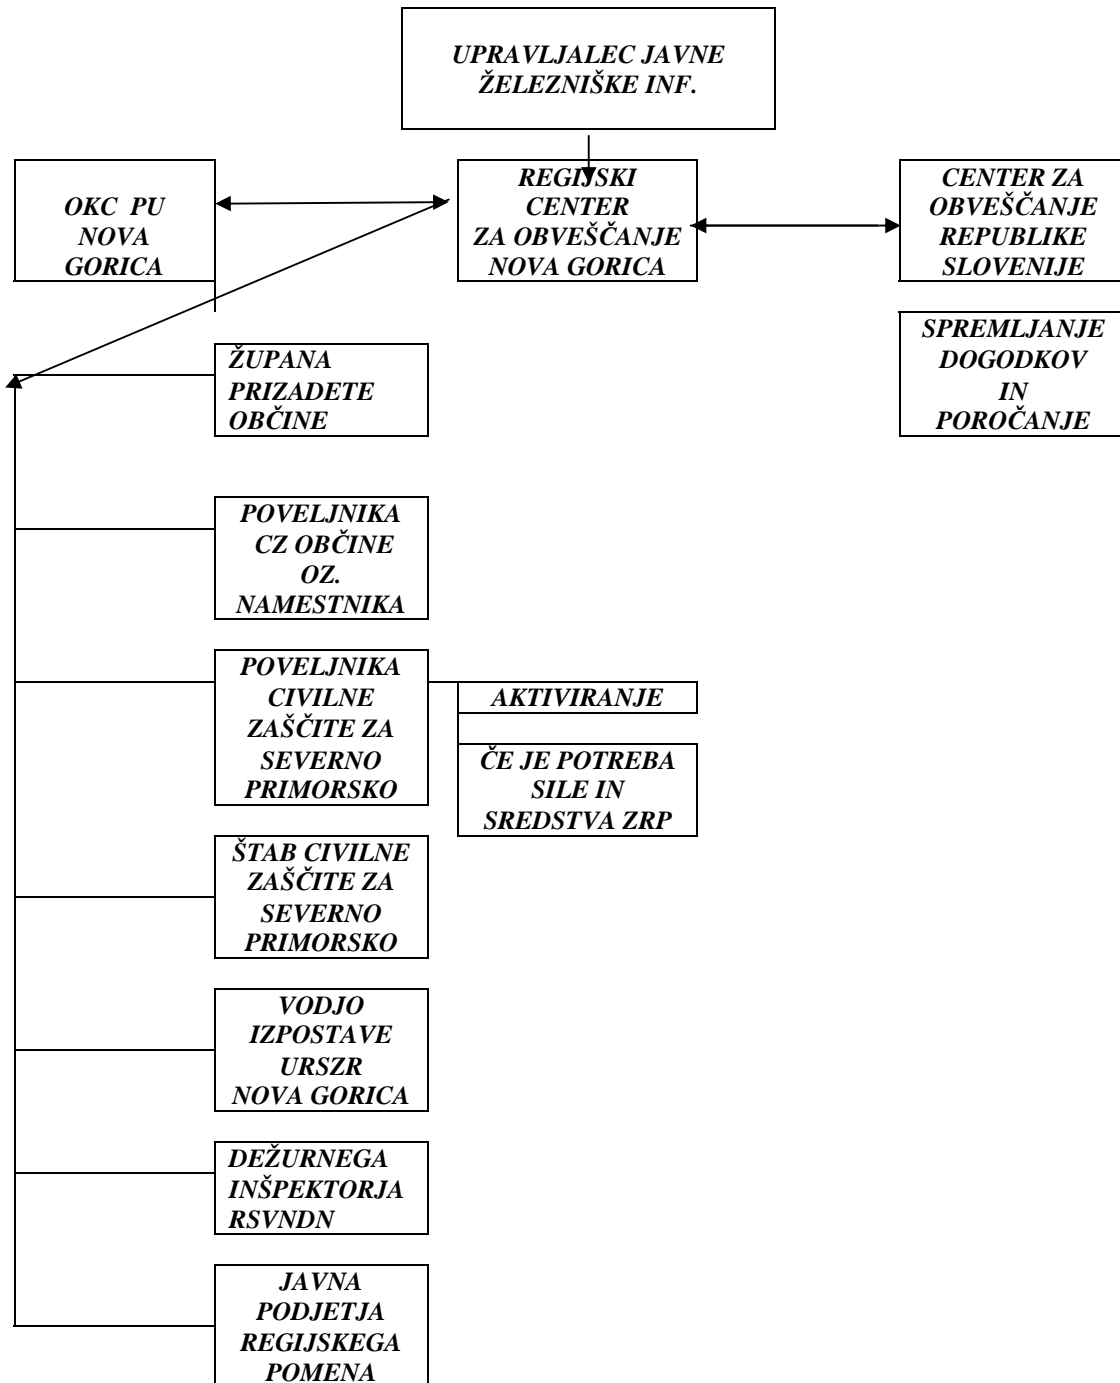 UPRAVLJALEC JAVNE
ŽELEZNIŠKE INF.
OKC PU
NOVA
GORICA
REGIJSKI
CENTER
ZA OBVEŠČANJE
NOVA GORICA
CENTER ZA
OBVEŠČANJE
REPUBLIKE
SLOVENIJE
SPREMLJANJE
DOGODKOV
IN
POROČANJE
ŽUPANA
PRIZADETE
OBČINE
POVELJNIKA
CZ OBČINE
OZ.
NAMESTNIKA
POVELJNIKA
CIVILNE
ZAŠČITE ZA
SEVERNO
PRIMORSKO
AKTIVIRANJE
ČE JE POTREBA
SILE IN
SREDSTVA ZRP
ŠTAB CIVILNE
ZAŠČITE ZA
SEVERNO
PRIMORSKO
VODJO
IZPOSTAVE
URSZR
NOVA GORICA
DEŽURNEGA
INŠPEKTORJA
RSVNDN
JAVNA
PODJETJA
REGIJSKEGA
POMENA